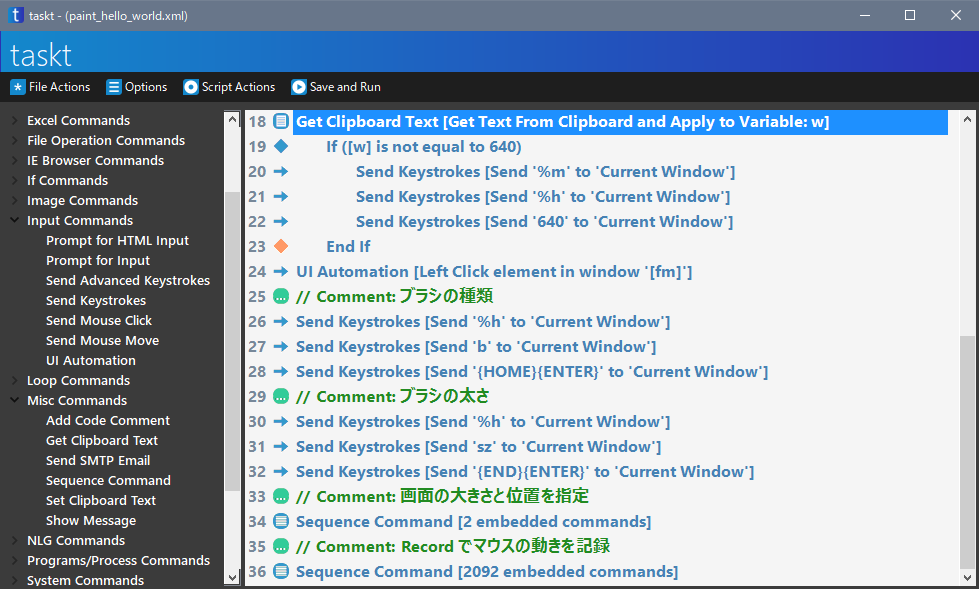 taskt - (paint_hello_world.xml)
taskt
File Actions Options Script Actions Save and Run
Excel Commands
File Operation Commands
IE Browser Commands
If Commands
Image Commands
Input Commands
Prompt for HTML Input
Prompt for Input
Send Advanced Keystrokes
Send Keystrokes
Send Mouse Click
Send Mouse Move
UI Automation
Loop Commands
Misc Commands
Add Code Comment
Get Clipboard Text
Send SMTP Email
Sequence Command
Set Clipboard Text
Show Message
NLG Commands
Programs/Process Commands
System Commands
18 Get Clipboard Text [Get Text From Clipboard and Apply to Variable: w]
19 If ([w] is not equal to 640)
20 Send Keystrokes [Send '%m' to 'Current Window']
21 Send Keystrokes [Send '%h' to 'Current Window']
22 Send Keystrokes [Send '640' to 'Current Window']
23 End If
24 UI Automation [Left Click element in window '[fm]']
25 // Comment: ブラシの種類
26 Send Keystrokes [Send '%h' to 'Current Window']
27 Send Keystrokes [Send 'b' to 'Current Window']
28 Send Keystrokes [Send '{HOME}{ENTER}' to 'Current Window']
29 // Comment: ブラシの太さ
30 Send Keystrokes [Send '%h' to 'Current Window']
31 Send Keystrokes [Send 'sz' to 'Current Window']
32 Send Keystrokes [Send '{END}{ENTER}' to 'Current Window']
33 // Comment: 画面の大きさと位置を指定
34 Sequence Command [2 embedded commands]
35 // Comment: Record でマウスの動きを記録
36 Sequence Command [2092 embedded commands]